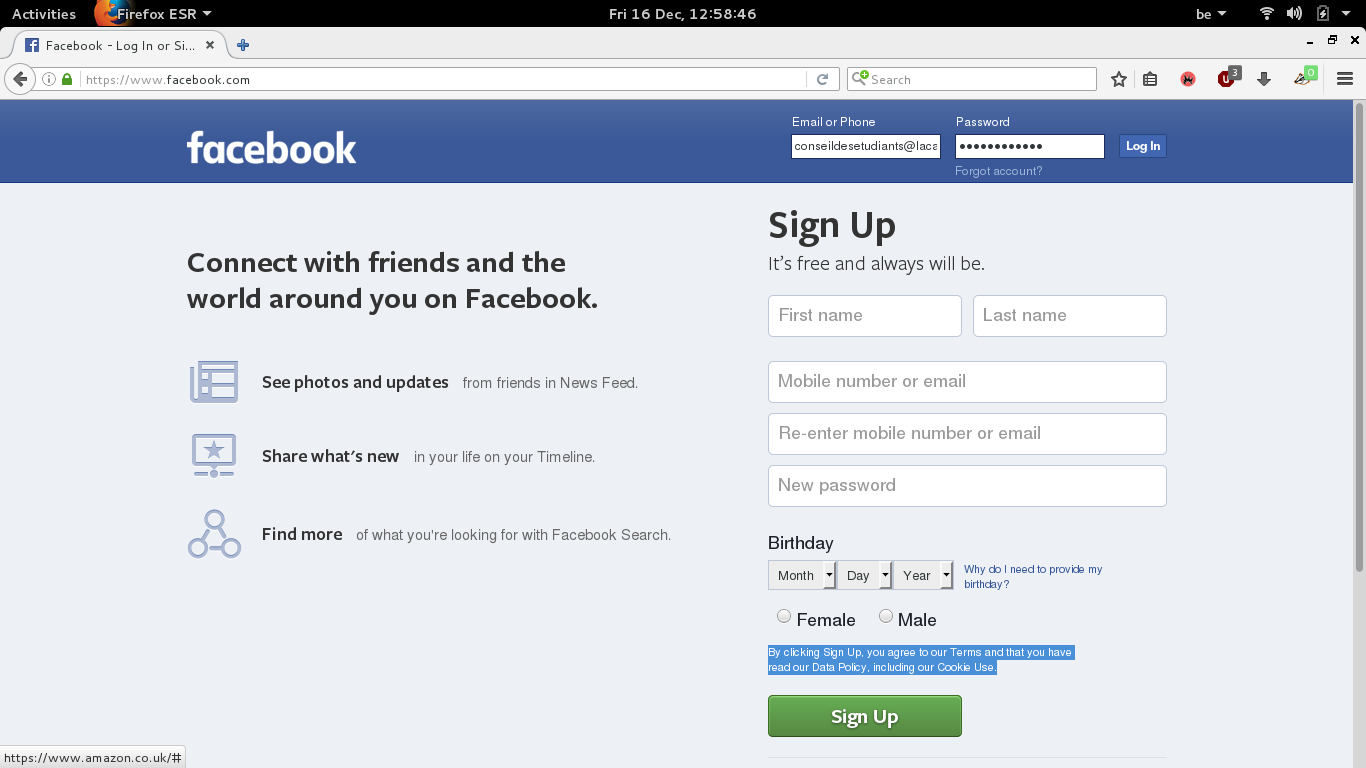 Activities Firefox ESR Fri 16 Dec, 12:58:46 be
Facebook - Log In or Si...
https://www.facebook.com Search 3 0
facebook
Email or Phone Password
conseildesetudiants@laca •••••••••••• Log In
Forgot account?
Connect with friends and the
world around you on Facebook.
See photos and updates from friends in News Feed.
Share what's new in your life on your Timeline.
Find more of what you're looking for with Facebook Search.
Sign Up
It's free and always will be.
First name Last name
Mobile number or email
Re-enter mobile number or email
New password
Birthday
Month Day Year
Why do I need to provide my
birthday?
Female Male
By clicking Sign Up, you agree to our Terms and that you have
read our Data Policy, including our Cookie Use.
Sign Up
https://www.amazon.co.uk/#